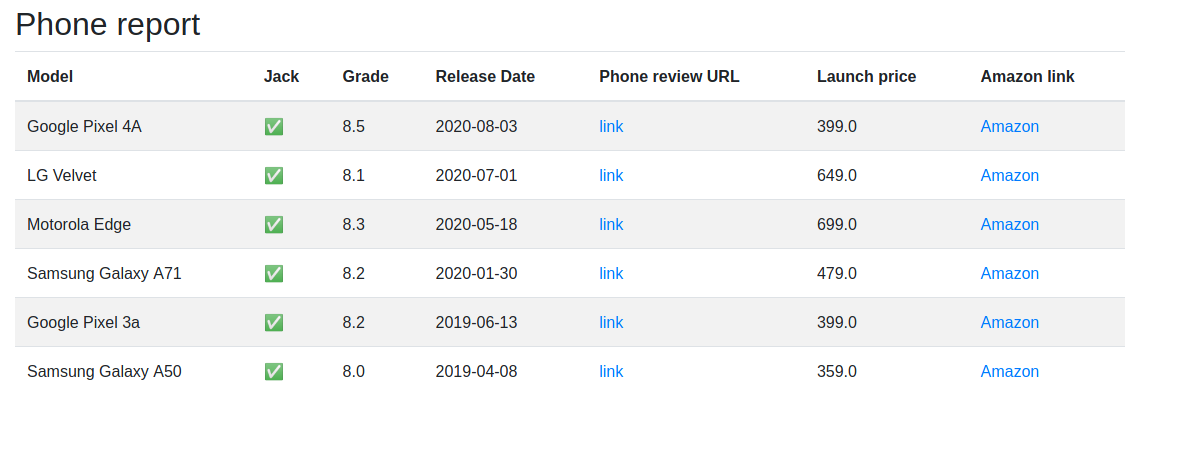 Phone report
Model Jack Grade Release Date Phone review URL Launch price Amazon link
Google Pixel 4A ✅ 8.5 2020-08-03 link 399.0 Amazon
LG Velvet ✅ 8.1 2020-07-01 link 649.0 Amazon
Motorola Edge ✅ 8.3 2020-05-18 link 699.0 Amazon
Samsung Galaxy A71 ✅ 8.2 2020-01-30 link 479.0 Amazon
Google Pixel 3a ✅ 8.2 2019-06-13 link 399.0 Amazon
Samsung Galaxy A50 ✅ 8.0 2019-04-08 link 359.0 Amazon